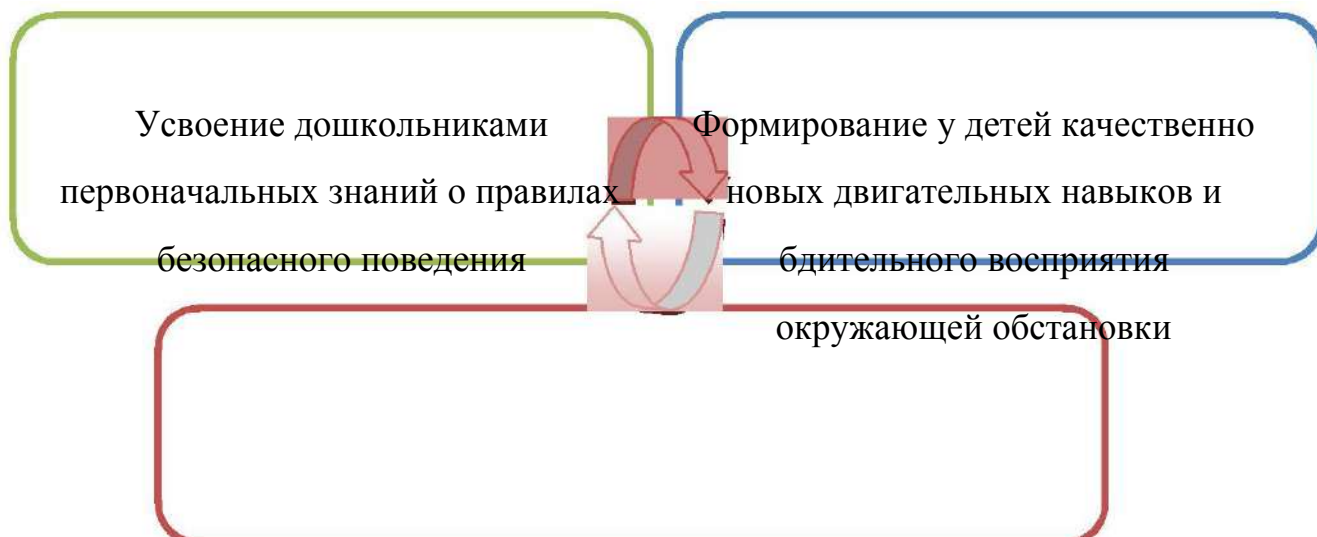 Усвоение дошкольниками
первоначальных знаний о правилах
безопасного поведения
Формирование у детей качественно
новых двигательных навыков и
бдительного восприятия
окружающей обстановки